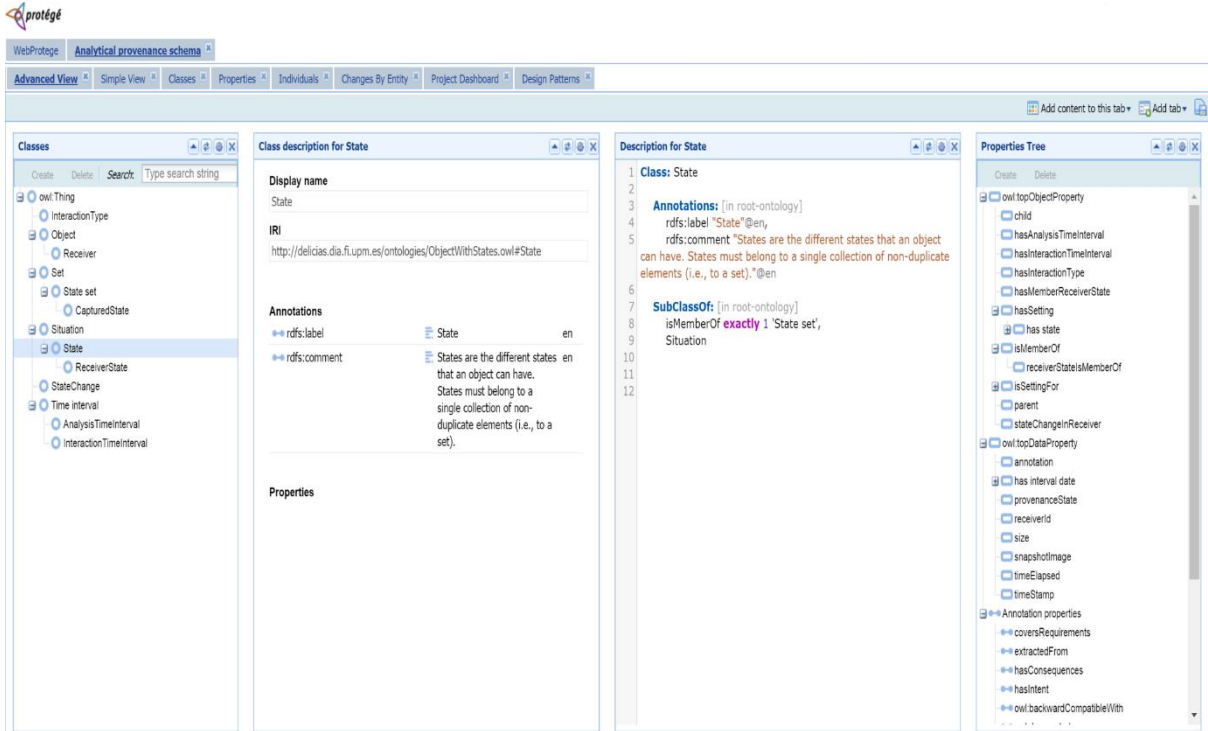 protégé
WebProtege Analytical provenance schema x
Advanced View x Simple View x Classes x Properties x Individuals x Changes By Entity x Project Dashboard x Design Patterns x
Add content to this tab Add tab
Classes
Create Delete Search: Type search string
owl:Thing
InteractionType
Object
Receiver
Set
State set
CapturedState
Situation
State
ReceiverState
StateChange
Time interval
AnalysisTimeInterval
InteractionTimeInterval
Class description for State
Display name
State
IRI
http://delicias.dia.fi.upm.es/ontologies/ObjectWithStates.owl#State
Annotations
rdfs:label State en
rdfs:comment States are the different states en
that an object can have.
States must belong to a
single collection of non-
duplicate elements (i.e., to a
set).
Properties
Description for State
1 Class: State
2
3 Annotations: [in root-ontology]
4 rdfs:label "State"@en,
5 rdfs:comment "States are the different states that an object
can have. States must belong to a single collection of non-duplicate
elements (i.e., to a set)."@en
6
7 SubClassOf: [in root-ontology]
8 isMemberOf exactly 1 'State set',
9 Situation
10
11
12
Properties Tree
Create Delete
owl:topObjectProperty
child
hasAnalysisTimeInterval
hasInteractionTimeInterval
hasInteractionType
hasMemberReceiverState
hasSetting
has state
isMemberOf
receiverStateIsMemberOf
isSettingFor
parent
stateChangeInReceiver
owl:topDataProperty
annotation
has interval date
provenanceState
receiverId
size
snapshotImage
timeElapsed
timeStamp
Annotation properties
coversRequirements
extractedFrom
hasConsequences
hasIntent
owl:backwardCompatibleWith